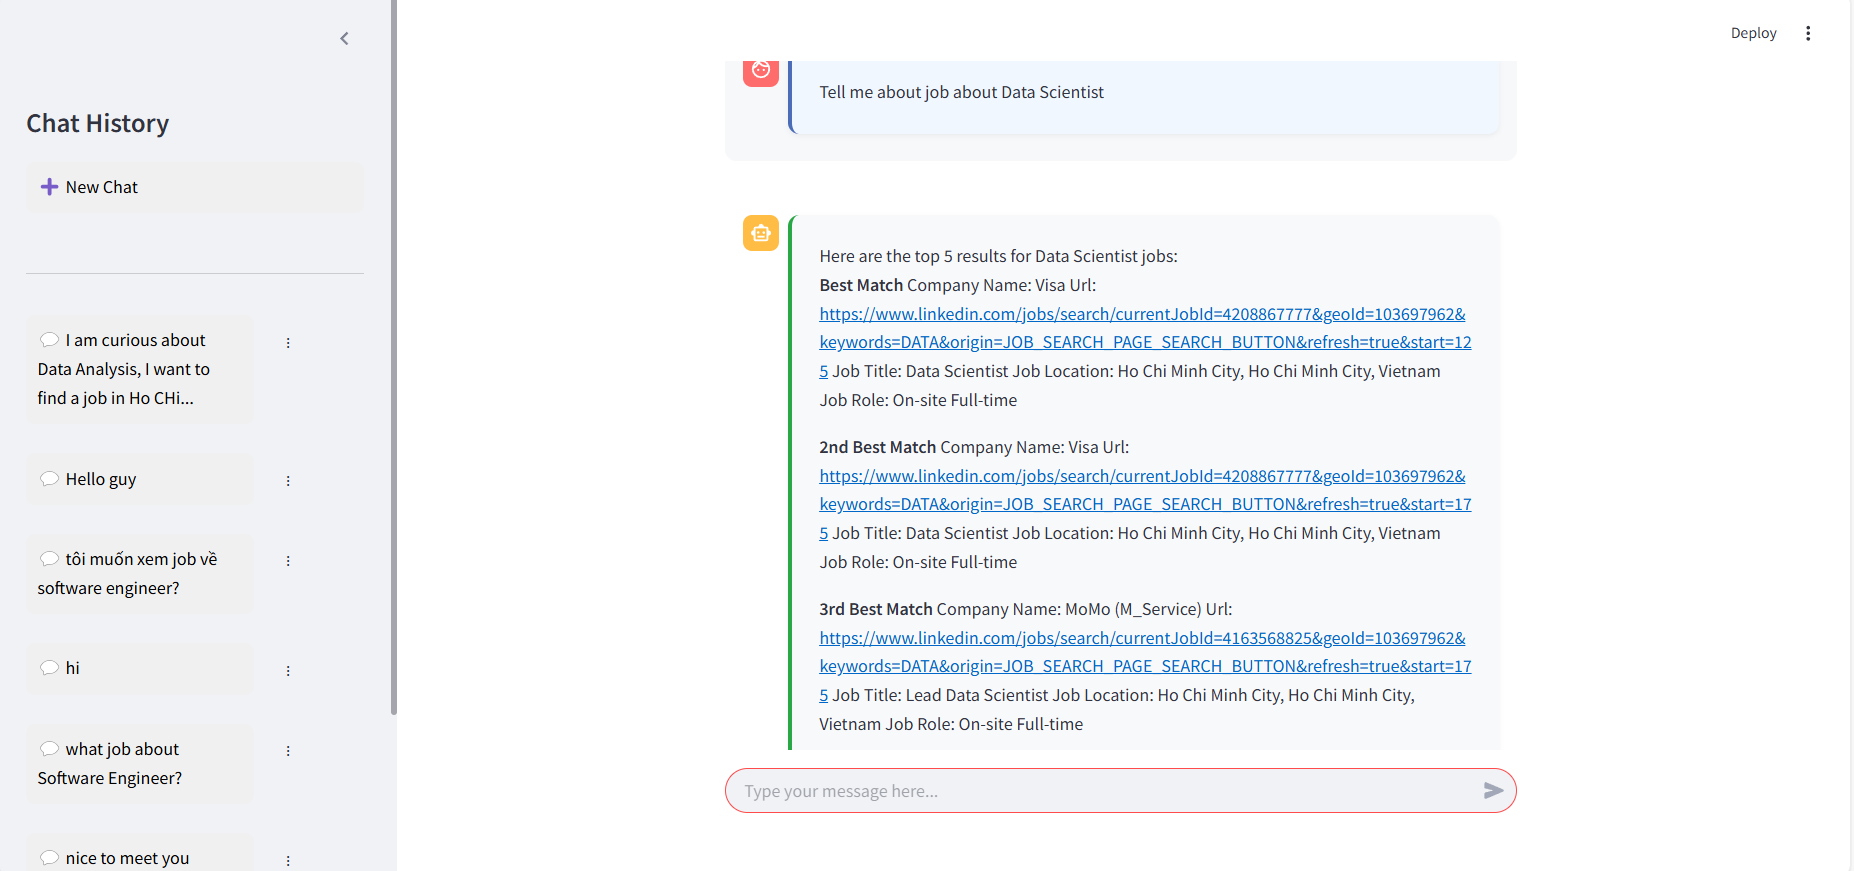 Deploy
Chat History
New Chat
I am curious about
Data Analysis, I want to
find a job in Ho CHi...
Hello guy
tôi muốn xem job về
software engineer?
hi
what job about
Software Engineer?
nice to meet you
Tell me about job about Data Scientist
Here are the top 5 results for Data Scientist jobs:
Best Match Company Name: Visa Url:
https://www.linkedin.com/jobs/search/currentJobId=4208867777&geoId=103697962&
keywords=DATA&origin=JOB_SEARCH_PAGE_SEARCH_BUTTON&refresh=true&start=12
5 Job Title: Data Scientist Job Location: Ho Chi Minh City, Ho Chi Minh City, Vietnam
Job Role: On-site Full-time
2nd Best Match Company Name: Visa Url:
https://www.linkedin.com/jobs/search/currentJobId=4208867777&geoId=103697962&
keywords=DATA&origin=JOB_SEARCH_PAGE_SEARCH_BUTTON&refresh=true&start=17
5 Job Title: Data Scientist Job Location: Ho Chi Minh City, Ho Chi Minh City, Vietnam
Job Role: On-site Full-time
3rd Best Match Company Name: MoMo (M_Service) Url:
https://www.linkedin.com/jobs/search/currentJobId=4163568825&geoId=103697962&
keywords=DATA&origin=JOB_SEARCH_PAGE_SEARCH_BUTTON&refresh=true&start=17
5 Job Title: Lead Data Scientist Job Location: Ho Chi Minh City, Ho Chi Minh City,
Vietnam Job Role: On-site Full-time
Type your message here...